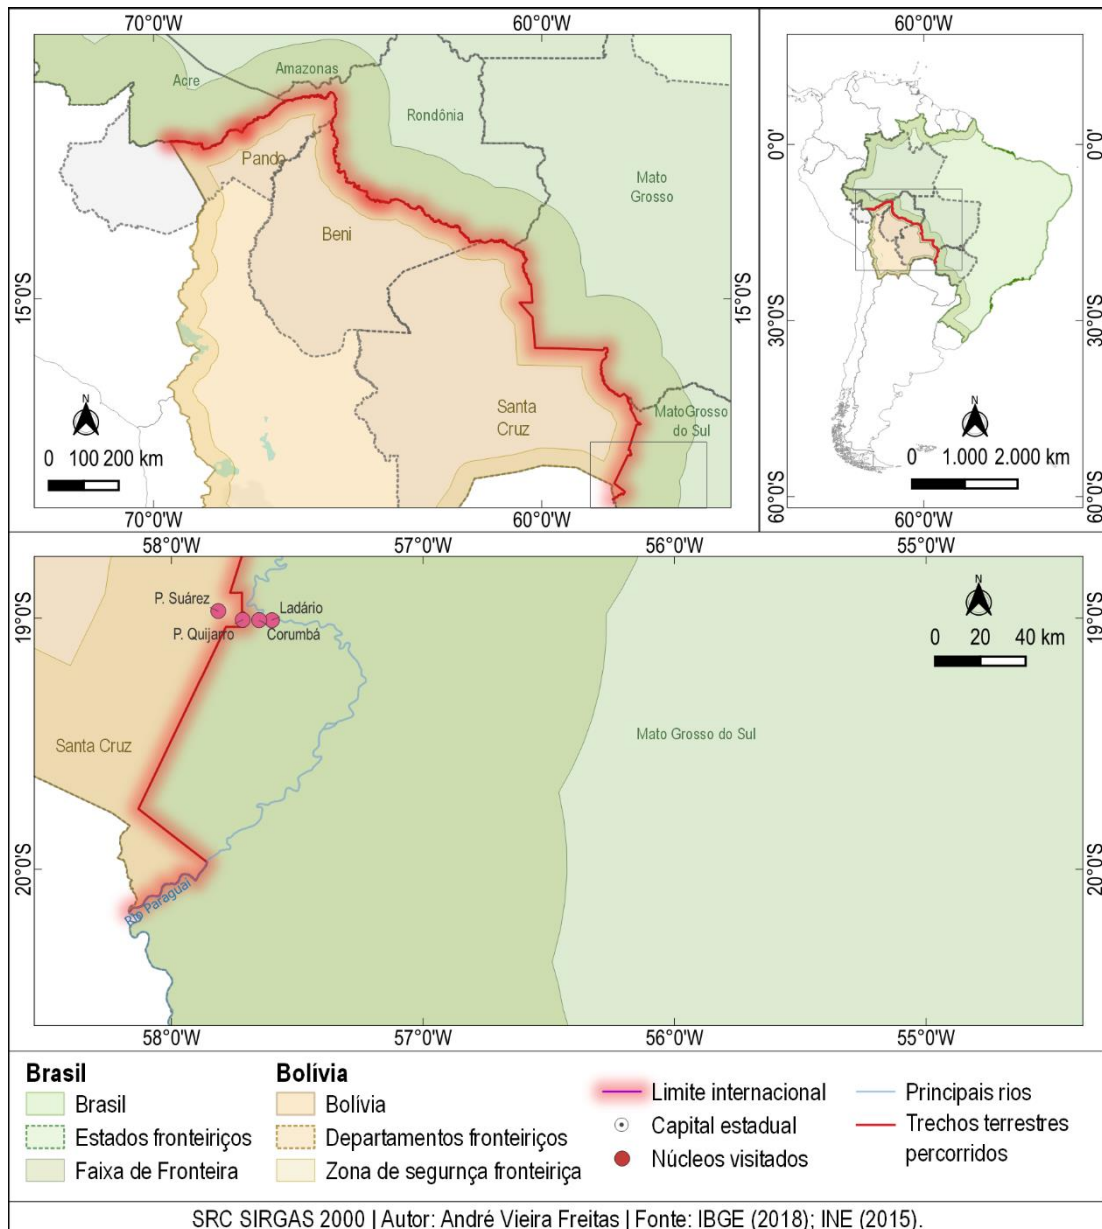 70°0'W
60°0'W
60°0'W
Acre
Amazonas
Rondônia
Pando
Mato
Grosso
Beni
0°0'
0°0'
15°0'S
15°0'S
30°0'S
30°0'S
Santa
Cruz
MatoGrosso
do Sul
N
0 100 200 km
N
0 1.000 2.000 km
60°0'S
60°0'S
70°0'W
60°0'W
60°0'W
58°0'W
57°0'W
56°0'W
55°0'W
P. Suárez
Ladário
P. Quijarro
Corumbá
19°0'S
19°0'S
N
0 20 40 km
Santa Cruz
Mato Grosso do Sul
20°0'S
20°0'S
Rio Paraguai
58°0'W
57°0'W
56°0'W
54°0'W
Brasil
Brasil
Estados fronteiriços
Faixa de Fronteira
Bolívia
Bolívia
Departamentos fronteiriços
Zona de segurnça fronteiriça
Limite internacional
Capital estadual
Núcleos visitados
Principais rios
Trechos terrestres
percorridos
SRC SIRGAS 2000 | Autor: André Vieira Freitas | Fonte: IBGE (2018); INE (2015).